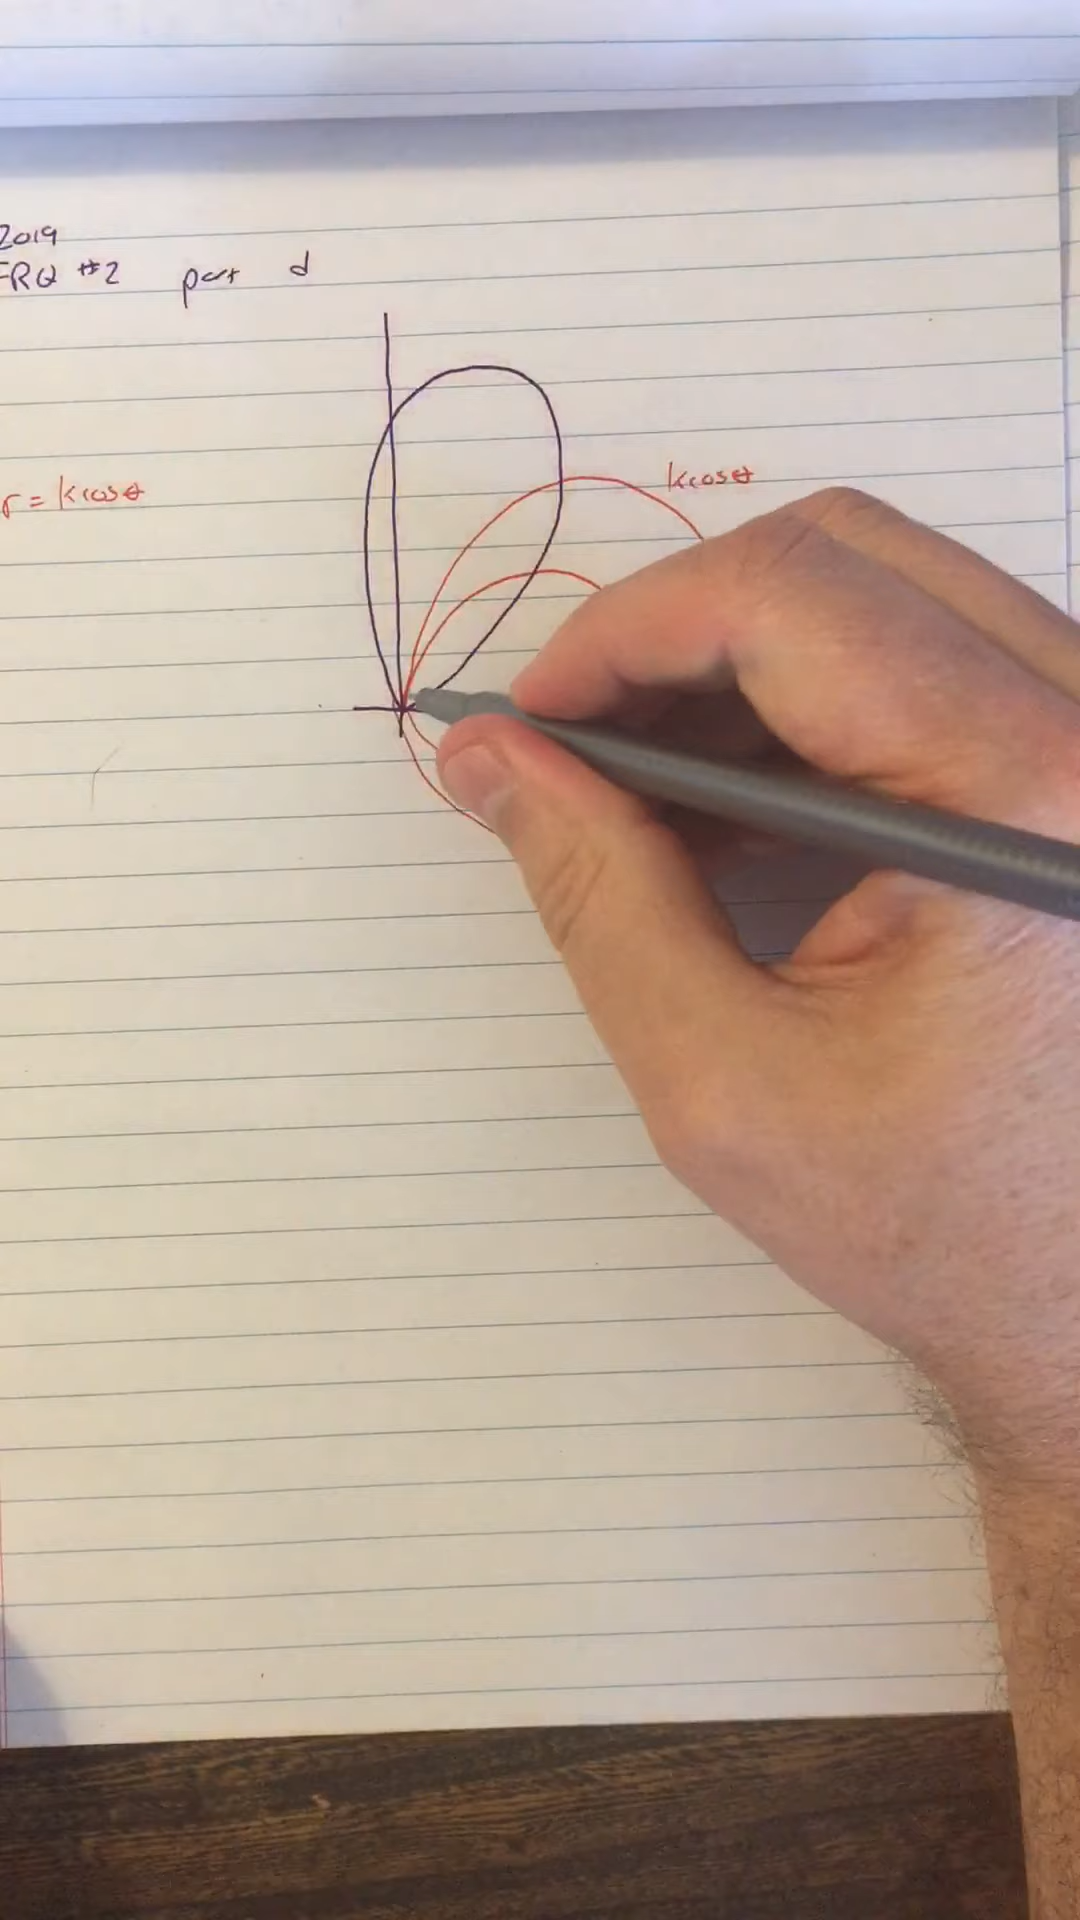 2019
FRQ #2 part d
r = kcosθ
kcosθ